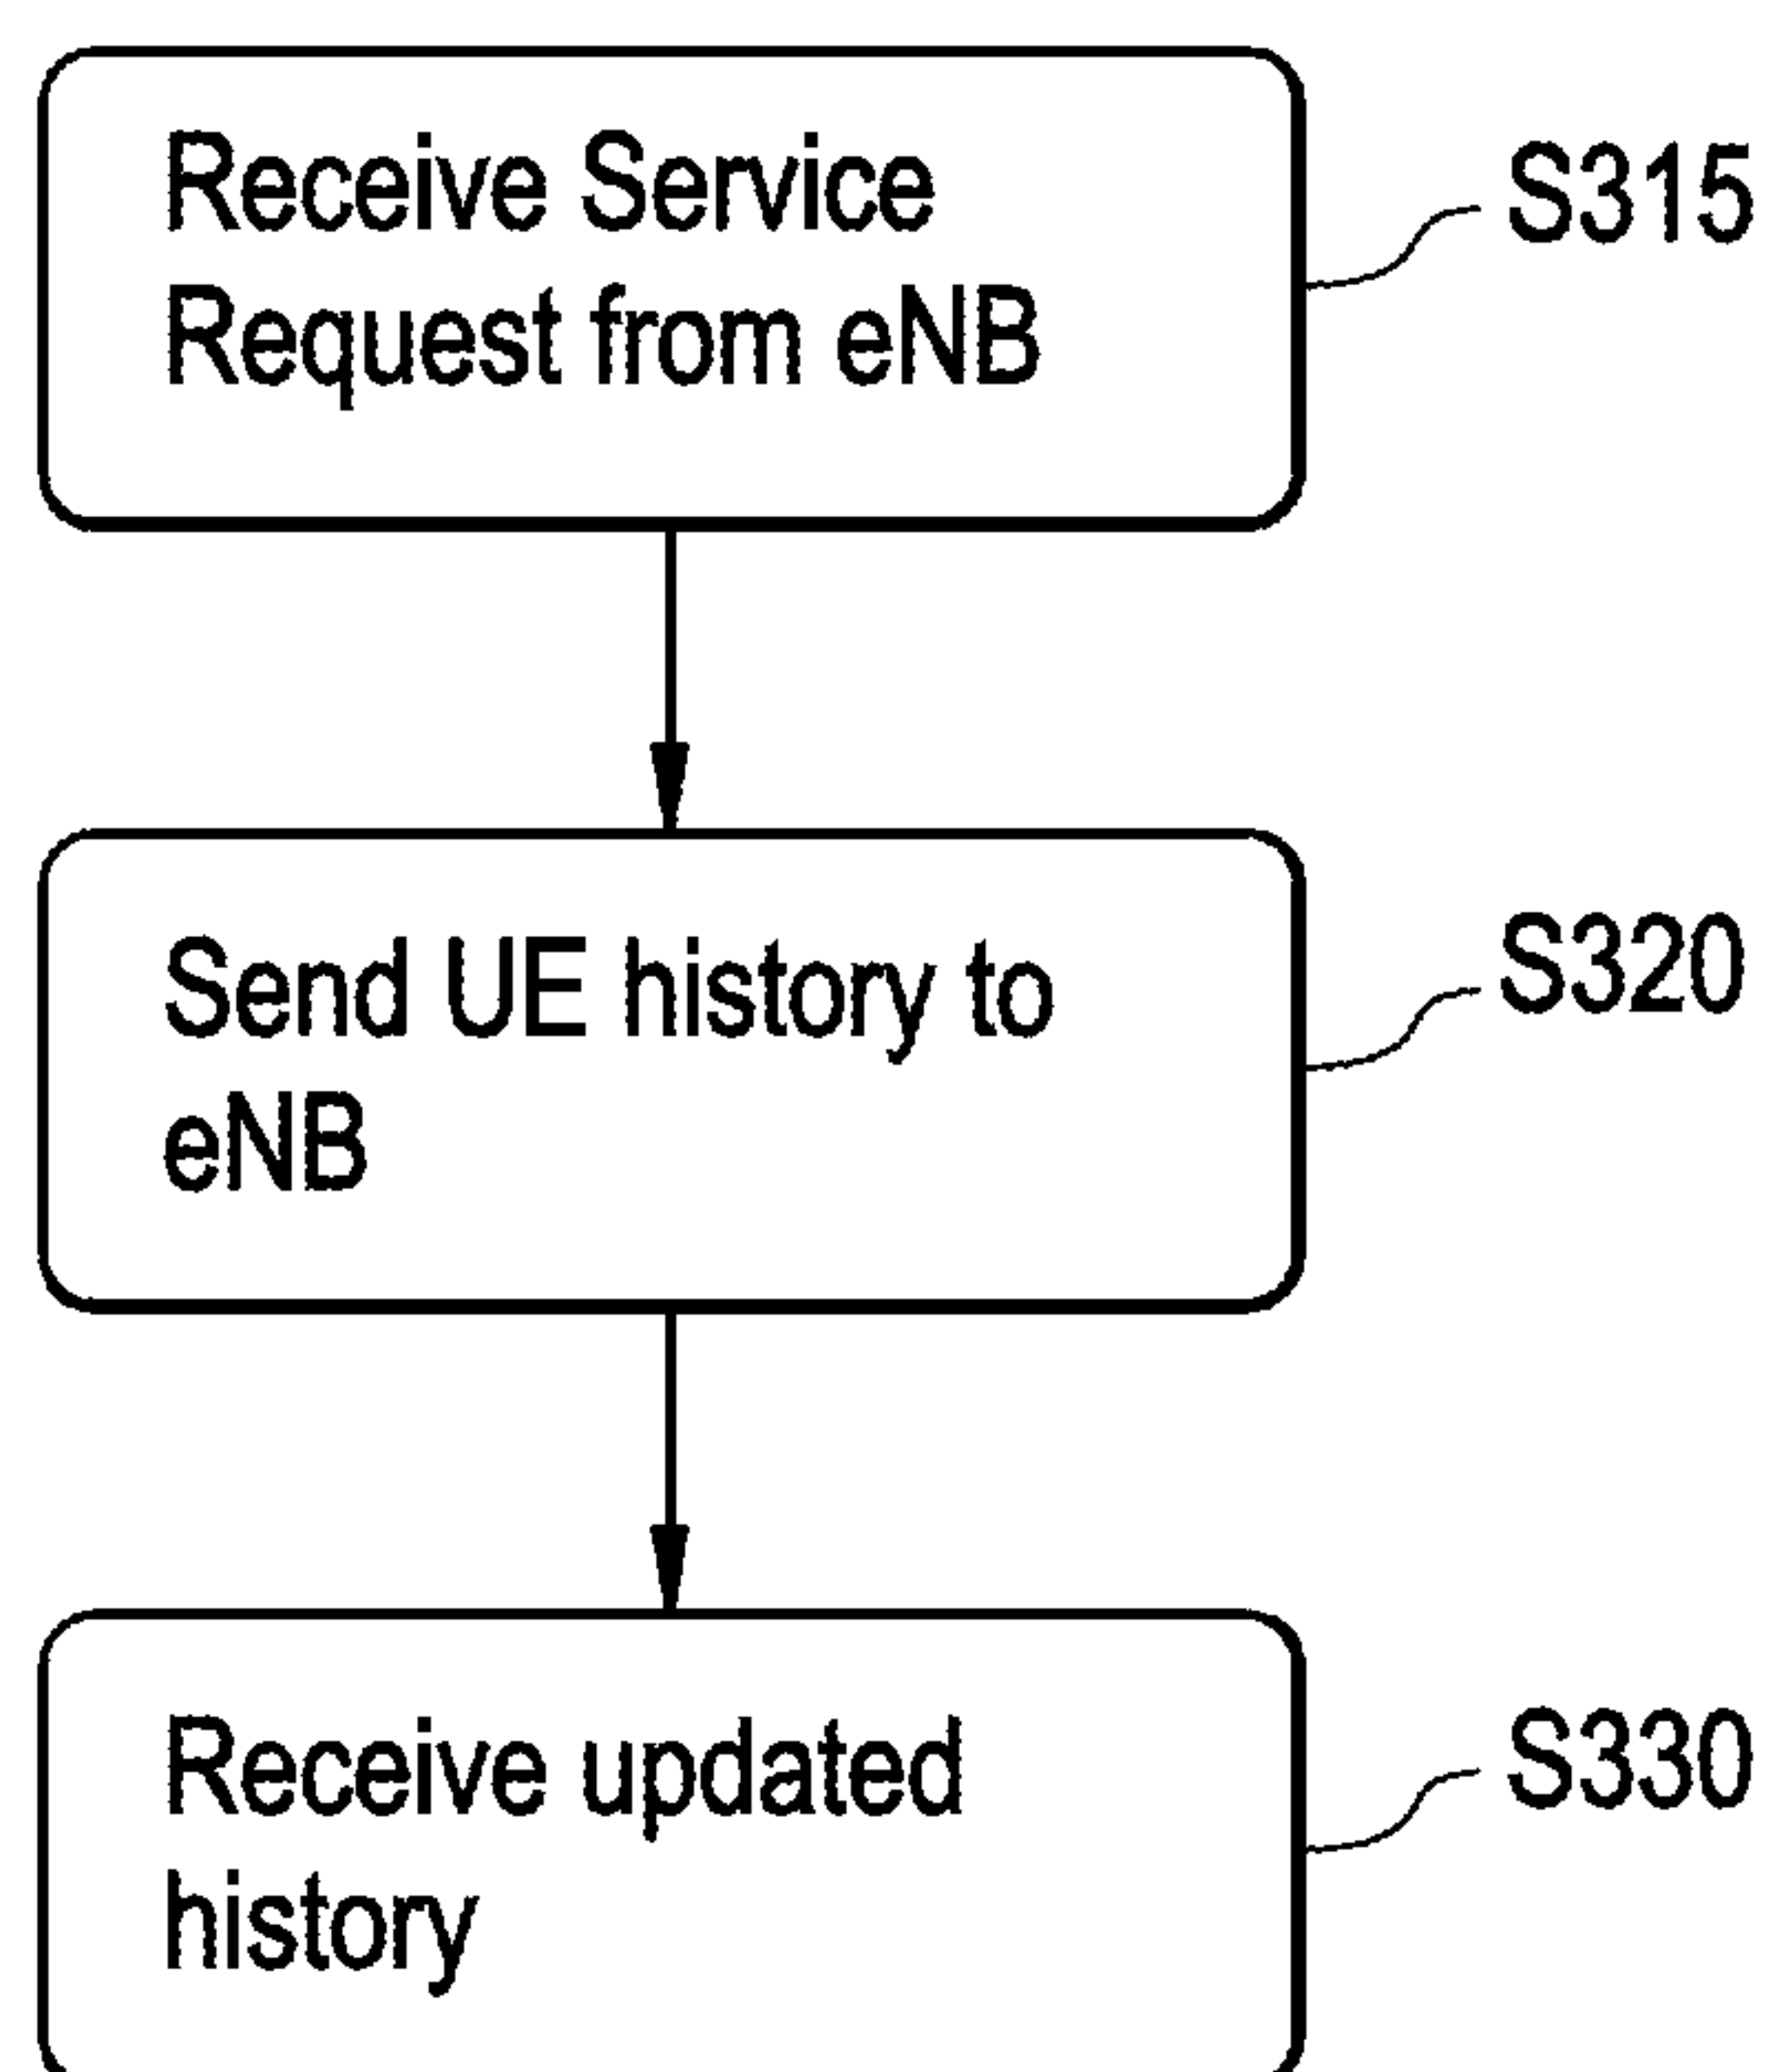 Receive Service
Request from eNB
S315
Send UE history to
eNB
S320
Receive updated
history
S330